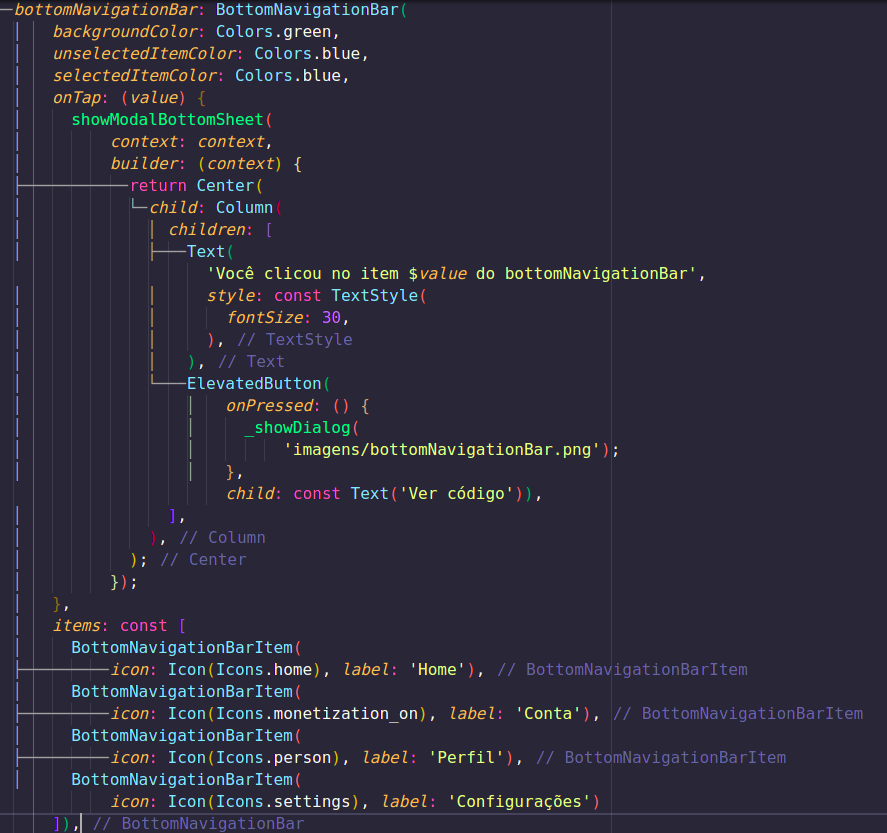 bottomNavigationBar: BottomNavigationBar(
backgroundColor: Colors.green,
unselectedItemColor: Colors.blue,
selectedItemColor: Colors.blue,
onTap: (value) {
showModalBottomSheet(
context: context,
builder: (context) {
return Center(
child: Column(
children: [
Text(
'Você clicou no item $value do bottomNavigationBar',
style: const TextStyle(
fontSize: 30,
), // TextStyle
), // Text
ElevatedButton(
onPressed: () {
_showDialog(
'imagens/bottomNavigationBar.png');
},
child: const Text('Ver código')),
],
), // Column
); // Center
});
},
items: const [
BottomNavigationBarItem(
icon: Icon(Icons.home), label: 'Home'), // BottomNavigationBarItem
BottomNavigationBarItem(
icon: Icon(Icons.monetization_on), label: 'Conta'), // BottomNavigationBarItem
BottomNavigationBarItem(
icon: Icon(Icons.person), label: 'Perfil'), // BottomNavigationBarItem
BottomNavigationBarItem(
icon: Icon(Icons.settings), label: 'Configurações')
]), // BottomNavigationBar